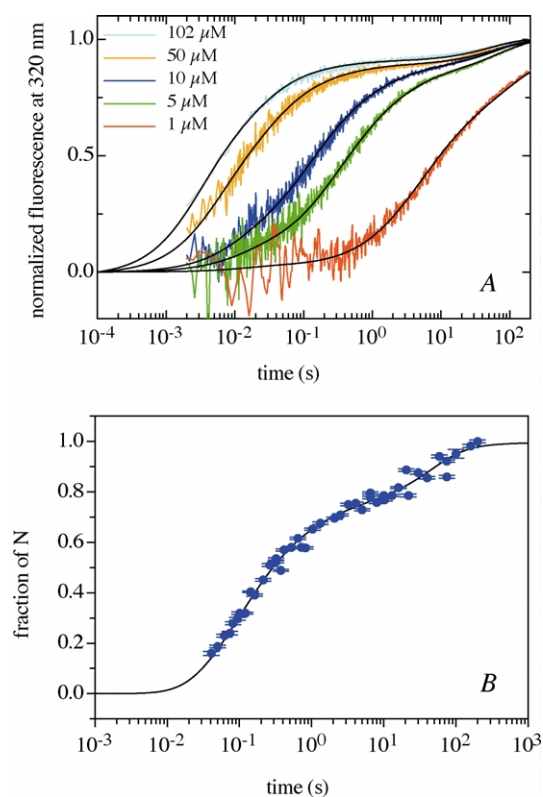 102 μM
50 μM
10 μM
5 μM
1 μM
1.0
0.5
0.0
normalized fluorescence at 320 nm
A
10⁻⁴ 10⁻³ 10⁻² 10⁻¹ 10⁰ 10¹ 10²
time (s)
1.0
0.8
0.6
0.4
0.2
0.0
fraction of N
B
10⁻³ 10⁻² 10⁻¹ 10⁰ 10¹ 10² 10³
time (s)